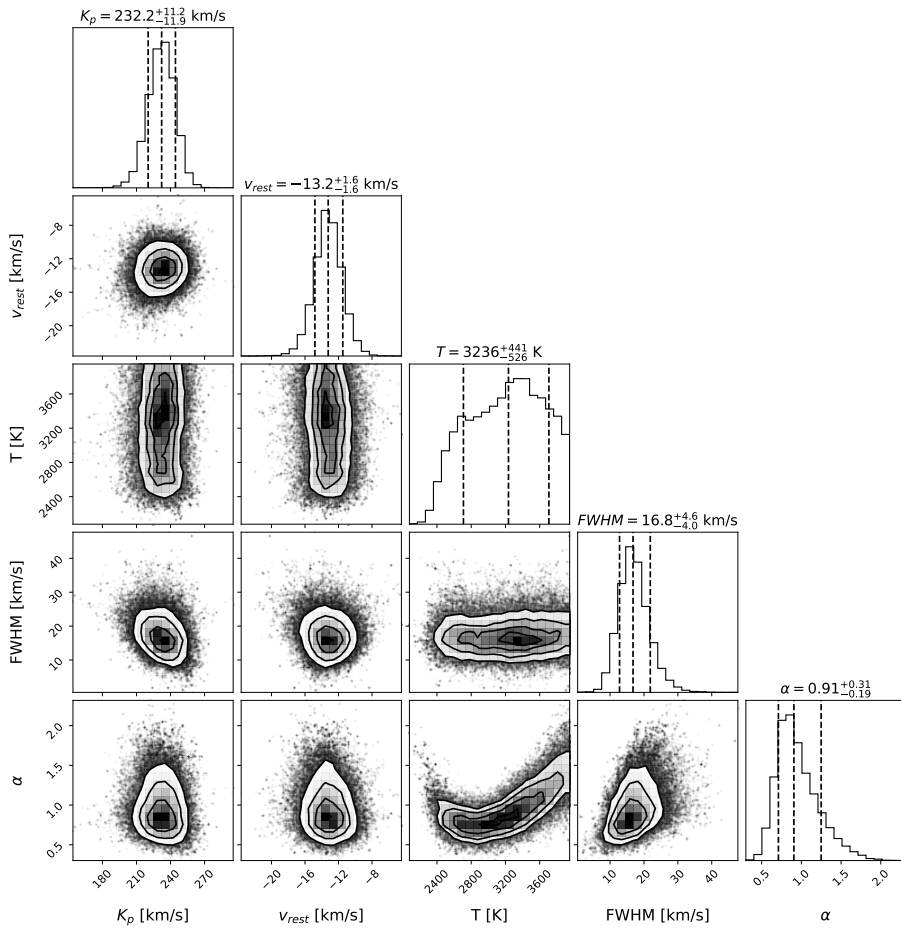 K_p = 232.2^{+11.2}_{-11.9} km/s
v_{rest} = −13.2^{+1.6}_{-1.6} km/s
T = 3236^{+441}_{-526} K
FWHM = 16.8^{+4.6}_{-4.0} km/s
α = 0.91^{+0.31}_{-0.19}
v_{rest} [km/s]
−8
−12
−16
−20
T [K]
3600
3200
2800
2400
FWHM [km/s]
40
30
20
10
α
2.0
1.5
1.0
0.5
180 210 240 270
−20 −16 −12 −8
2400 2800 3200 3600
10 20 30 40
0.5 1.0 1.5 2.0
K_p [km/s]
v_{rest} [km/s]
T [K]
FWHM [km/s]
α